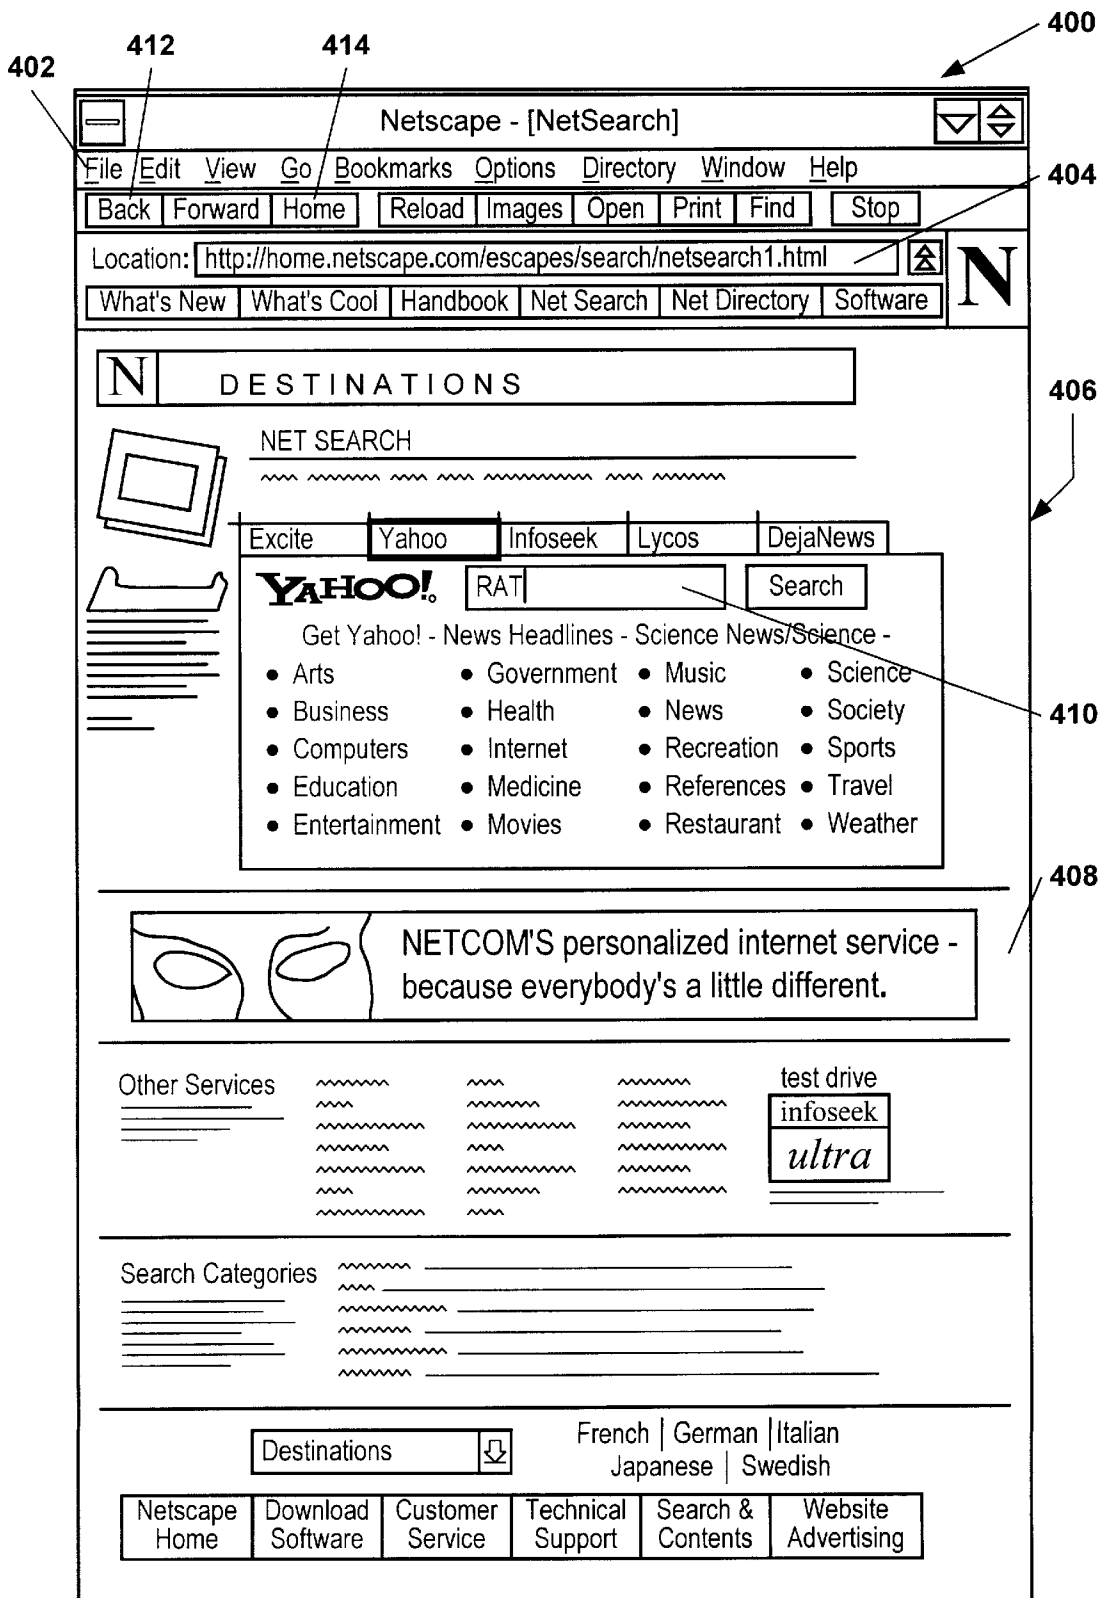 400
412
414
402
Netscape - [NetSearch]
File Edit View Go Bookmarks Options Directory Window Help
404
Back Forward Home Reload Images Open Print Find Stop
Location: http://home.netscape.com/escapes/search/netsearch1.html
N
What's New What's Cool Handbook Net Search Net Directory Software
N DESTINATIONS
406
NET SEARCH
Excite Yahoo Infoseek Lycos DejaNews
YAHOO! RAT Search
Get Yahoo! - News Headlines - Science News/Science -
• Arts • Government • Music • Science
410
• Business • Health • News • Society
• Computers • Internet • Recreation • Sports
• Education • Medicine • References • Travel
• Entertainment • Movies • Restaurant • Weather
408
NETCOM'S personalized internet service -
because everybody's a little different.
Other Services
test drive
infoseek
ultra
Search Categories
Destinations
French | German | Italian
Japanese | Swedish
Netscape Home
Download Software
Customer Service
Technical Support
Search & Contents
Website Advertising